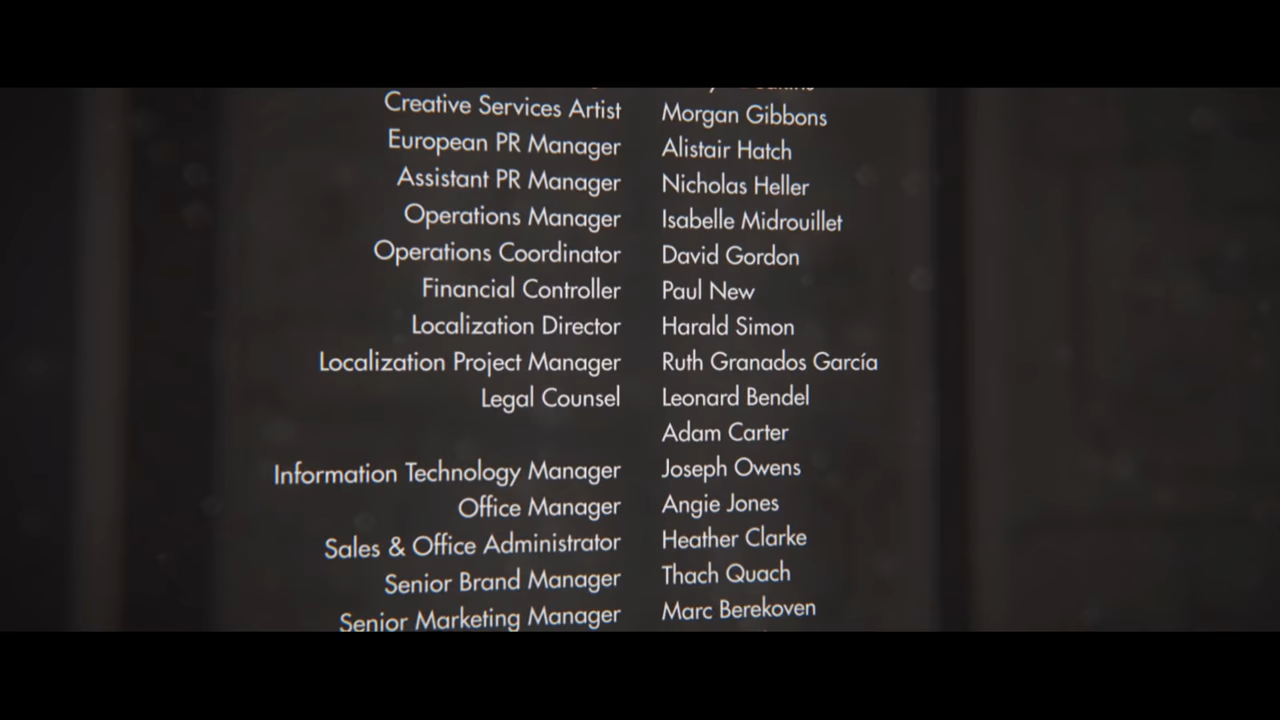 Creative Services Artist Morgan Gibbons
European PR Manager Alistair Hatch
Assistant PR Manager Nicholas Heller
Operations Manager Isabelle Midrouillet
Operations Coordinator David Gordon
Financial Controller Paul New
Localization Director Harald Simon
Localization Project Manager Ruth Granados García
Legal Counsel Leonard Bendel
Adam Carter
Information Technology Manager Joseph Owens
Office Manager Angie Jones
Sales & Office Administrator Heather Clarke
Senior Brand Manager Thach Quach
Senior Marketing Manager Marc Berekoven